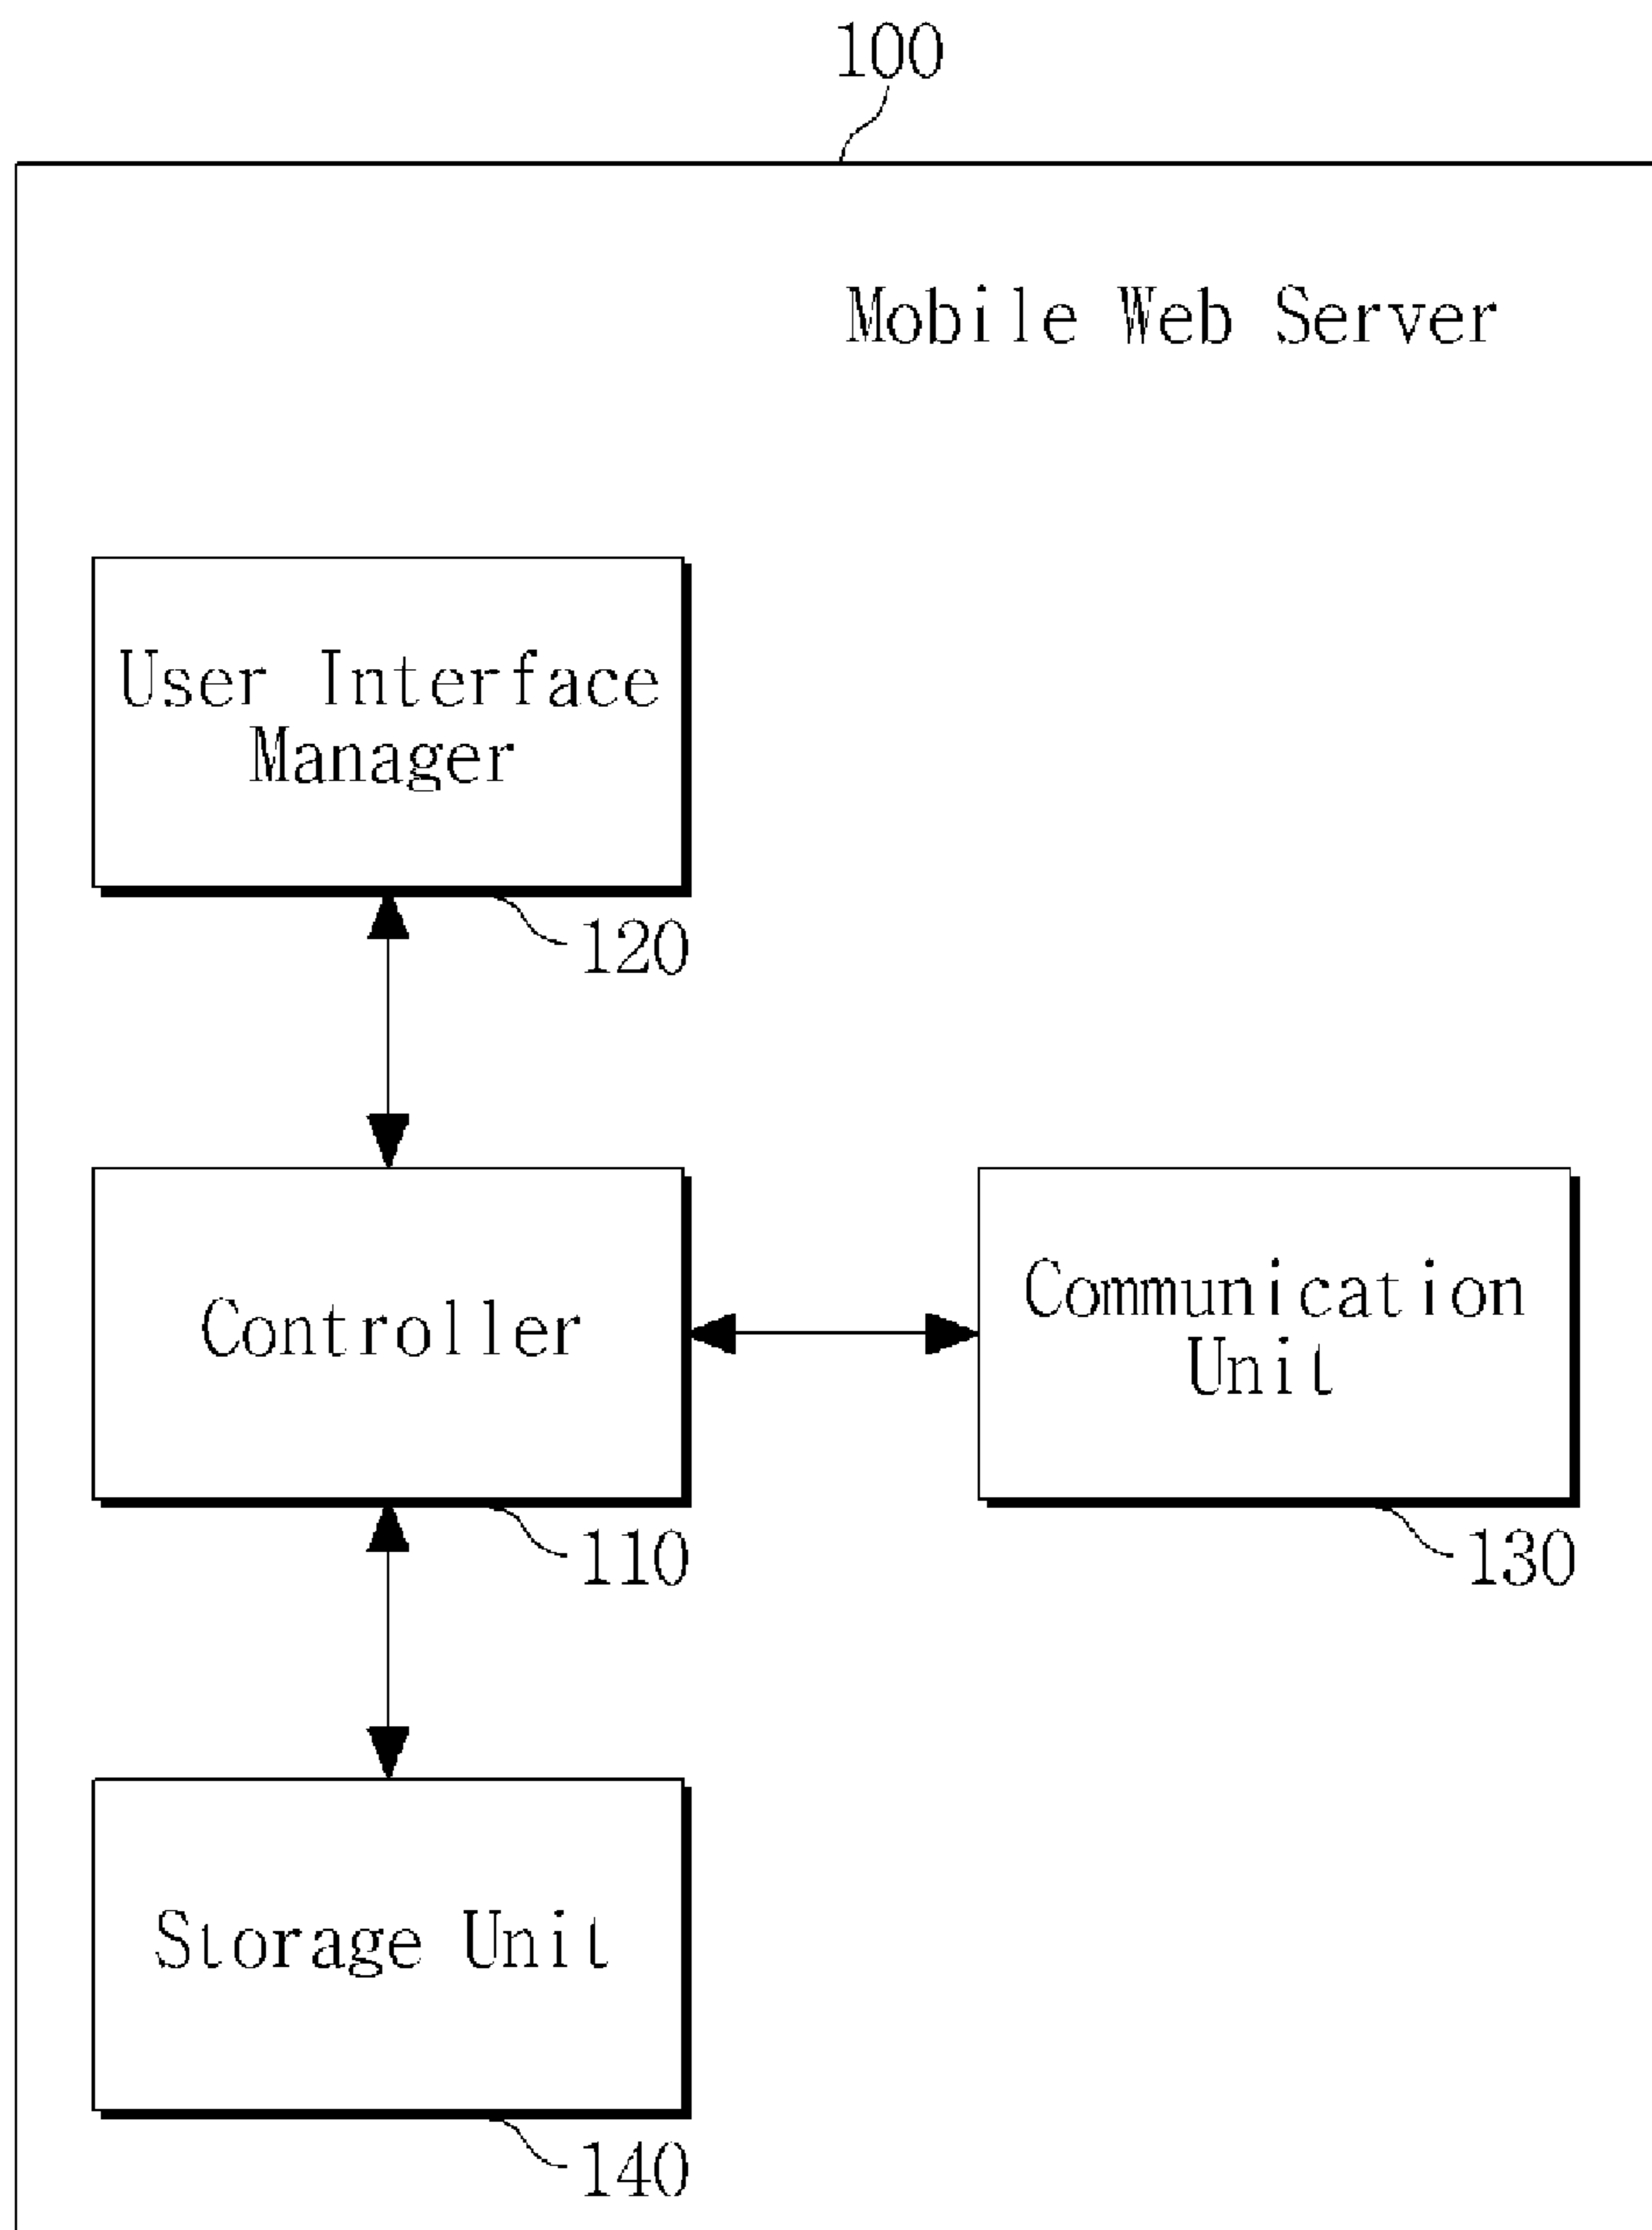 100
Mobile Web Server
User Interface
Manager
120
Controller
Communication
Unit
110
130
Storage Unit
140